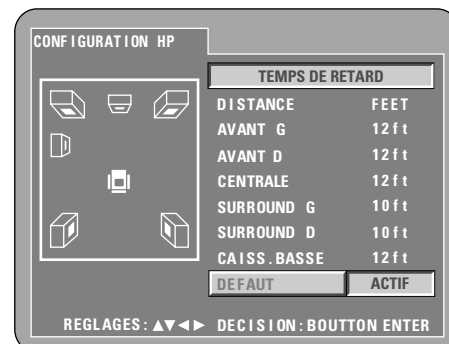 CONFIGURATION HP
TEMPS DE RETARD
DISTANCE FEET
AVANT G 12ft
AVANT D 12ft
CENTRALE 12ft
SURROUND G 10ft
SURROUND D 10ft
CAISS.BASSE 12ft
DEFAUT ACTIF
REGLAGES: ▲▼◀▶ DECISION:BOUTTON ENTER